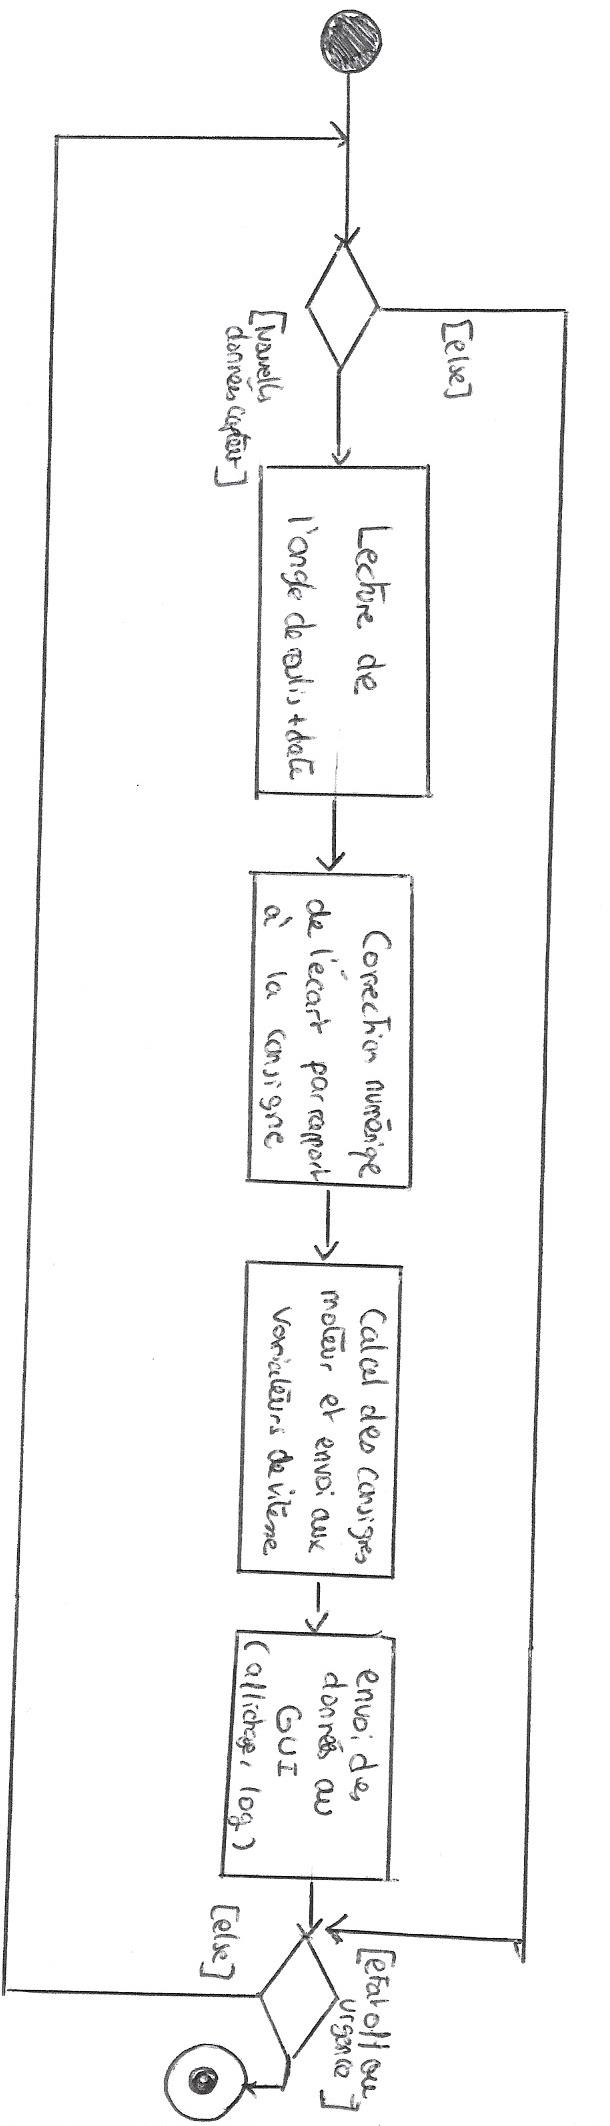 [else]
[Nouvelles
données capteur]
Lecture de
l'angle de roulis + date
Correction numérique
de l'écart par rapport
à la consigne
Calcul des consignes
moteur et envoi aux
variateurs de vitesse
envoi des
données au
GUI
(affichage, log)
[etat off ou
urgence]
[else]